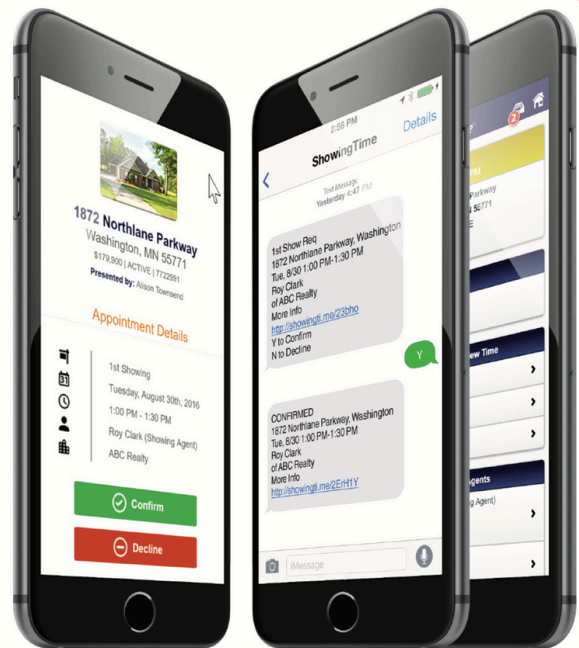 1872 Northlane Parkway
Washington, MN 55771
$179,900 | ACTIVE | 7722991
Presented by: Alison Townsend
Appointment Details
31
1st Showing
Tuesday, August 30th, 2016
1:00 PM - 1:30 PM
Roy Clark (Showing Agent)
ABC Realty
Confirm
Decline
2:56 PM
ShowingTime
Details
Text Message
Yesterday 4:47 PM
1st Show Req
1872 Northlane Parkway, Washington
Tue, 8/30 1:00 PM-1:30 PM
Roy Clark
of ABC Realty
More Info
http://showingti.me/23bho
Y to Confirm
N to Decline
Y
CONFIRMED
1872 Northlane Parkway, Washington
Tue, 8/30 1:00 PM-1:30 PM
Roy Clark
of ABC Realty
More Info
http://showingti.me/2ErH1Y
iMessage
2
PM
Parkway
55771
ew Time
gents
g Agent)